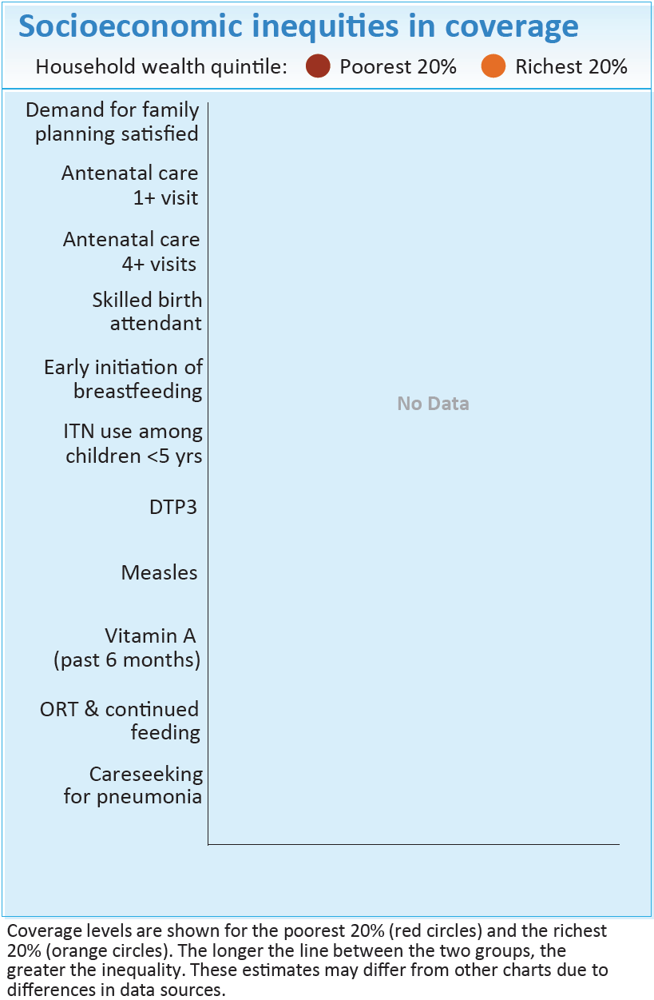 Socioeconomic inequities in coverage
Household wealth quintile: Poorest 20% Richest 20%
Demand for family
planning satisfied
Antenatal care
1+ visit
Antenatal care
4+ visits
Skilled birth
attendant
Early initiation of
breastfeeding
No Data
ITN use among
children <5 yrs
DTP3
Measles
Vitamin A
(past 6 months)
ORT & continued
feeding
Careseeking
for pneumonia
Coverage levels are shown for the poorest 20% (red circles) and the richest
20% (orange circles). The longer the line between the two groups, the
greater the inequality. These estimates may differ from other charts due to
differences in data sources.